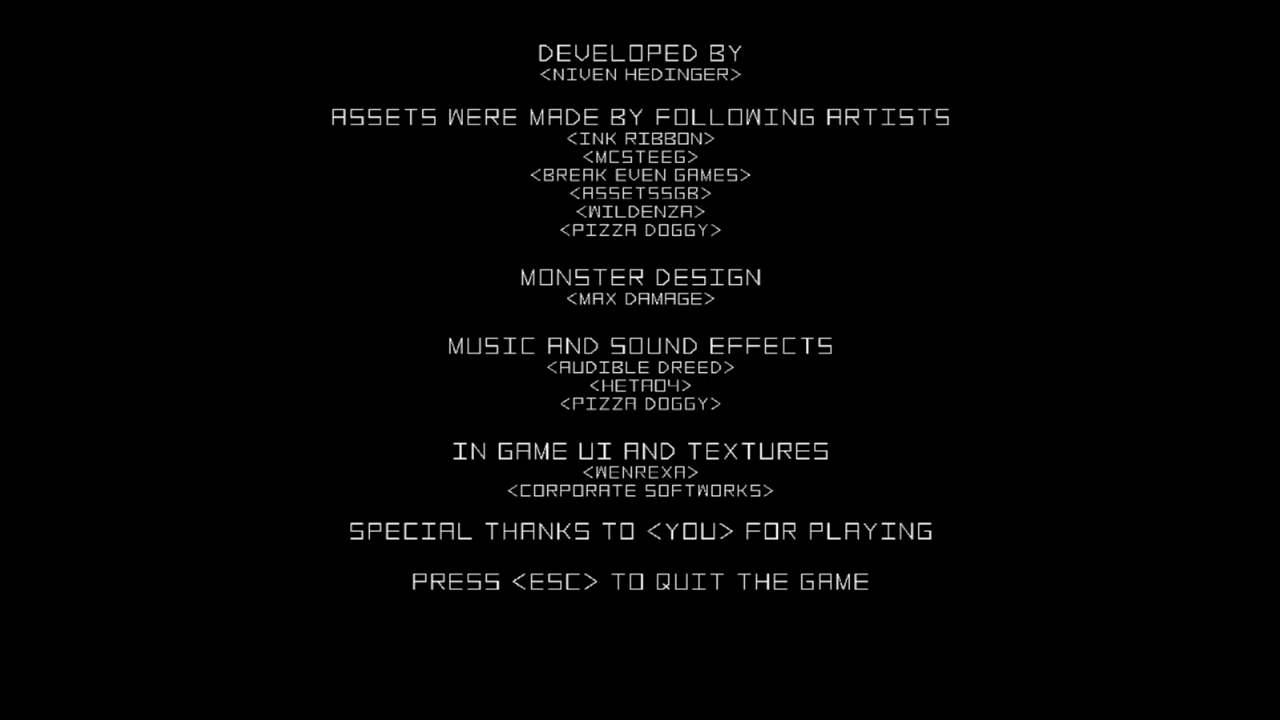 DEVELOPED BY
<NIVEN HEDINGER>
ASSETS WERE MADE BY FOLLOWING ARTISTS
<INK RIBBON>
<MCSTEEG>
<BREAK EVEN GAMES>
<ASSETSSGB>
<WILDENZA>
<PIZZA DOGGY>
MONSTER DESIGN
<MAX DAMAGE>
MUSIC AND SOUND EFFECTS
<AUDIBLE DREED>
<HETA04>
<PIZZA DOGGY>
IN GAME UI AND TEXTURES
<WENREXA>
<CORPORATE SOFTWORKS>
SPECIAL THANKS TO <YOU> FOR PLAYING
PRESS <ESC> TO QUIT THE GAME